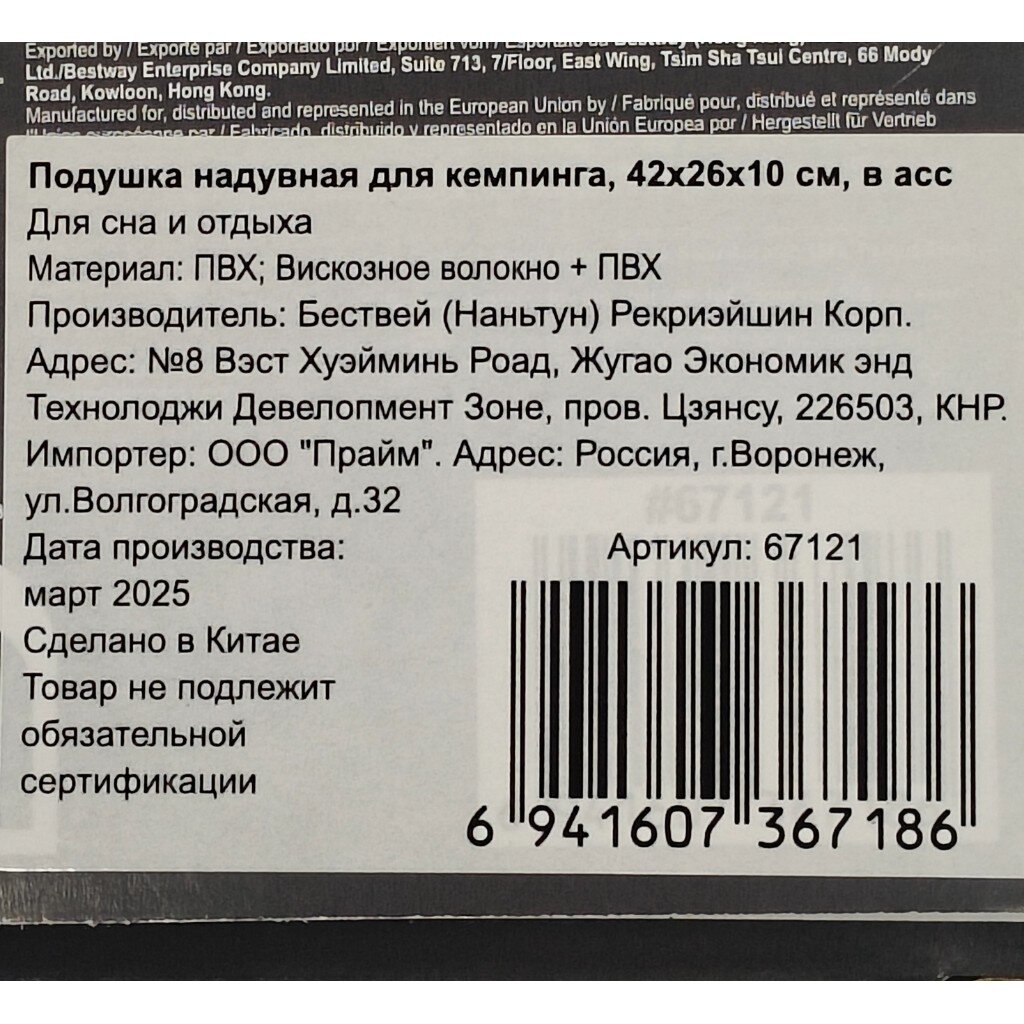 Exported by / Exporté par / Exportado por / Exportiert von /
Ltd./Bestway Enterprise Company Limited, Suite 713, 7/Floor, East Wing, Tsim Sha Tsui Centre, 66 Mody
Road, Kowloon, Hong Kong.
Manufactured for, distributed and represented in the European Union by / Fabriqué pour, distribué et représenté dans
l'Union européenne par / Fabricado, distribuido y representado en la Unión Europea por / Hergestellt für Vertrieb
Подушка надувная для кемпинга, 42х26х10 см, в асс
Для сна и отдыха
Материал: ПВХ; Вискозное волокно + ПВХ
Производитель: Бествей (Наньтун) Рекриэйшин Корп.
Адрес: №8 Вэст Хуэйминь Роад, Жугао Экономик энд
Технолоджи Девелопмент Зоне, пров. Цзянсу, 226503, КНР.
Импортер: ООО "Прайм". Адрес: Россия, г.Воронеж,
ул.Волгоградская, д.32
#67121
Дата производства:
Артикул: 67121
март 2025
Сделано в Китае
Товар не подлежит
обязательной
сертификации
6 941607 367186